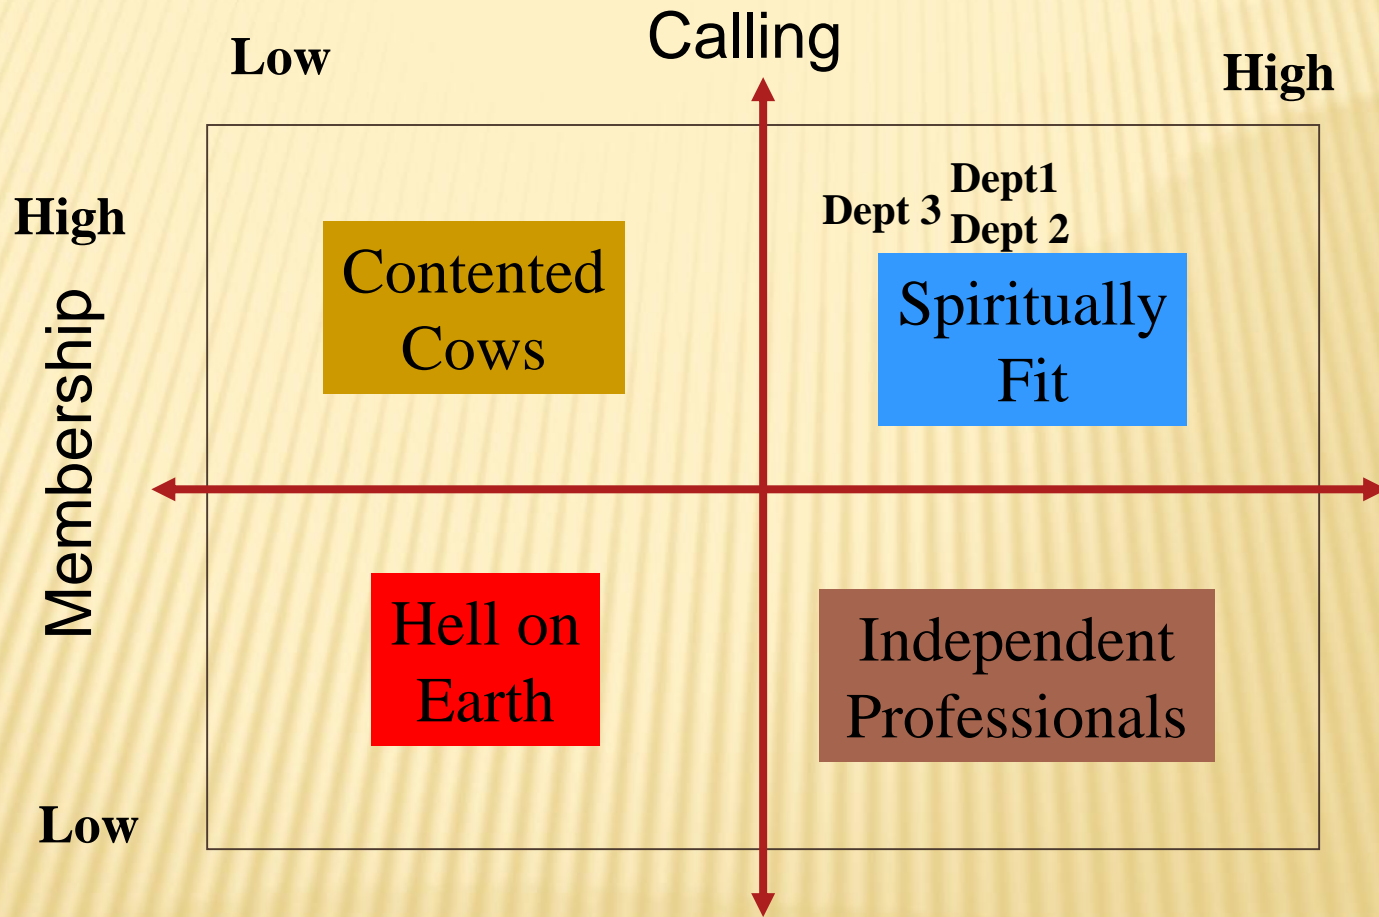 Calling
Low
High
High
Dept 3
Dept1
Dept 2
Contented
Cows
Spiritually
Fit
Membership
Hell on
Earth
Independent
Professionals
Low